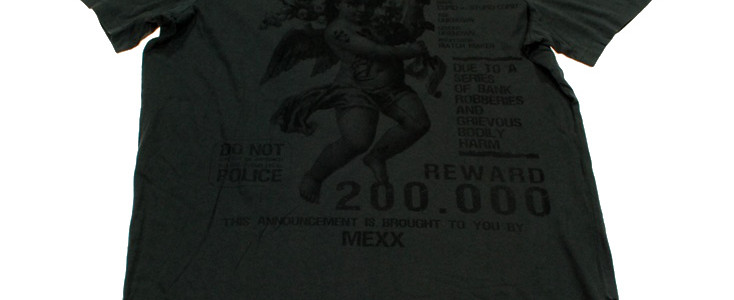 DUE TO A
SERIES
OF BANK
ROBBERIES
AND
GRIEVOUS
BODILY
HARM
DO NOT
POLICE
REWARD
200.000
THIS ANNOUNCEMENT IS BROUGHT TO YOU BY
MEXX